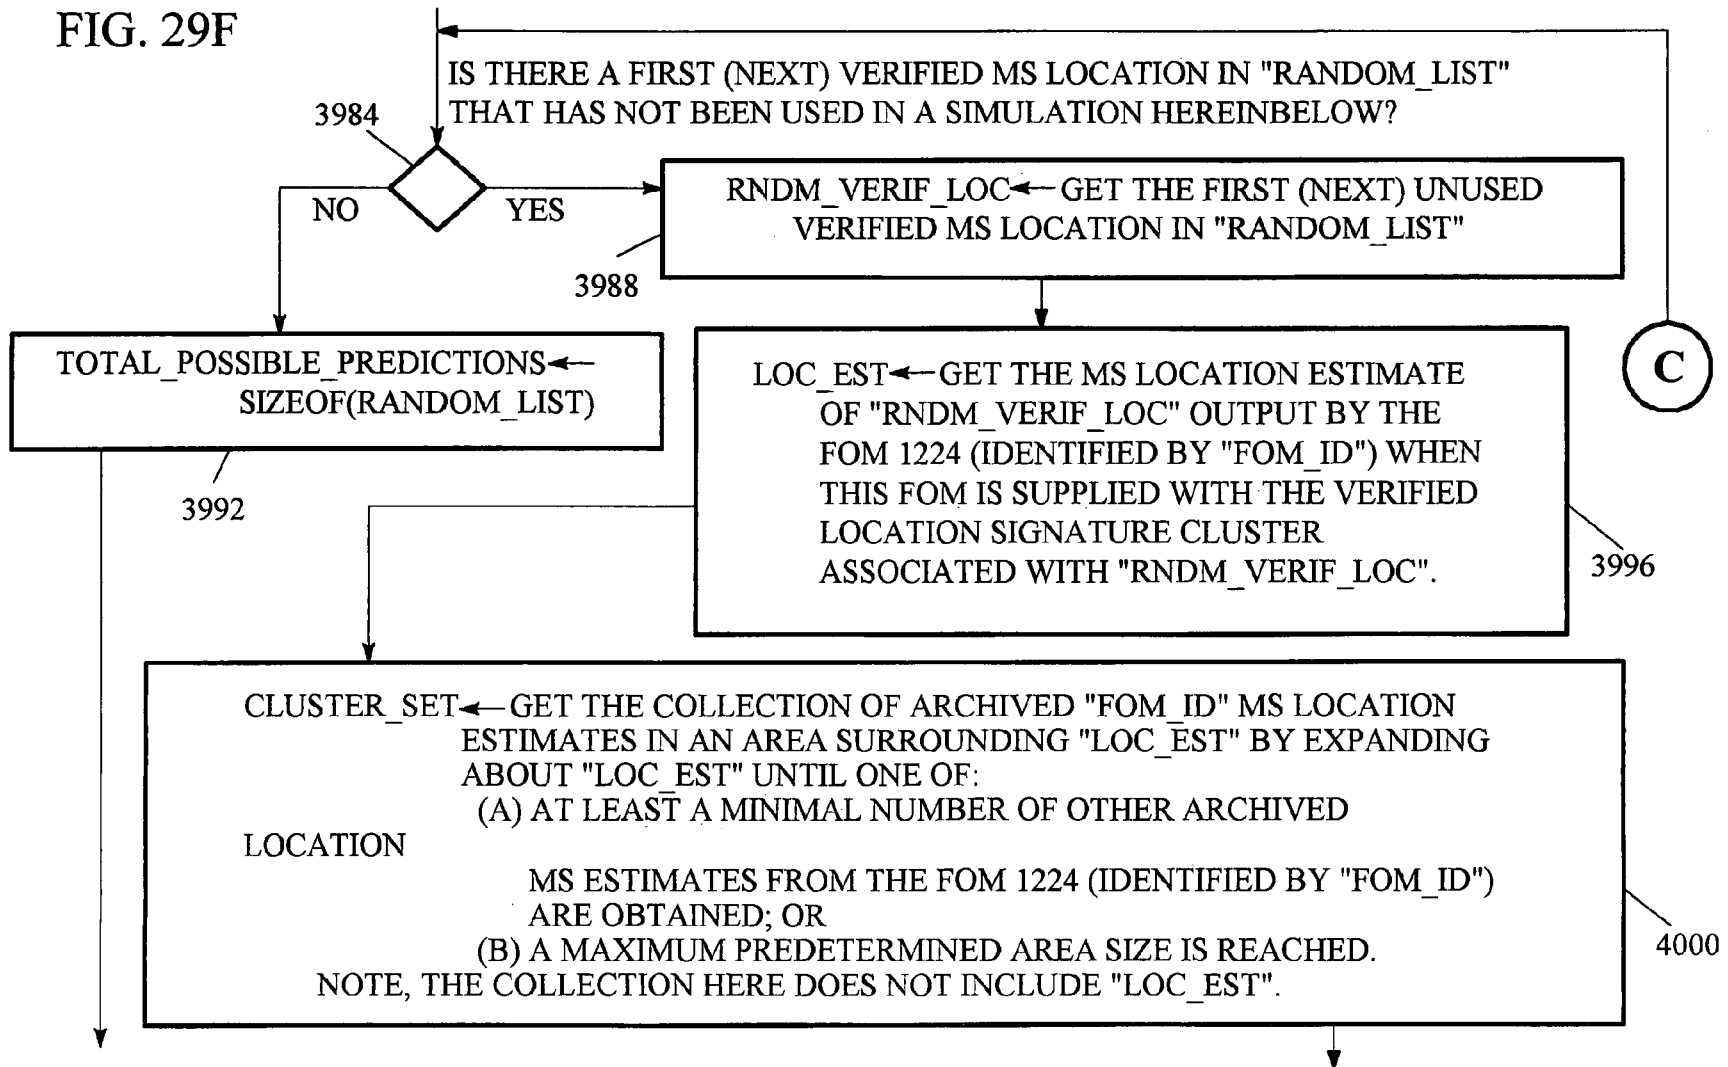 FIG. 29F
IS THERE A FIRST (NEXT) VERIFIED MS LOCATION IN "RANDOM_LIST"
THAT HAS NOT BEEN USED IN A SIMULATION HEREINBELOW?
3984
NO
YES
RNDM_VERIF_LOC←GET THE FIRST (NEXT) UNUSED
VERIFIED MS LOCATION IN "RANDOM_LIST"
3988
TOTAL_POSSIBLE_PREDICTIONS←
SIZEOF(RANDOM_LIST)
3992
LOC_EST←GET THE MS LOCATION ESTIMATE
OF "RNDM_VERIF_LOC" OUTPUT BY THE
FOM 1224 (IDENTIFIED BY "FOM_ID") WHEN
THIS FOM IS SUPPLIED WITH THE VERIFIED
LOCATION SIGNATURE CLUSTER
ASSOCIATED WITH "RNDM_VERIF_LOC".
3996
C
CLUSTER_SET←GET THE COLLECTION OF ARCHIVED "FOM_ID" MS LOCATION
ESTIMATES IN AN AREA SURROUNDING "LOC_EST" BY EXPANDING
ABOUT "LOC_EST" UNTIL ONE OF:
(A) AT LEAST A MINIMAL NUMBER OF OTHER ARCHIVED
LOCATION
MS ESTIMATES FROM THE FOM 1224 (IDENTIFIED BY "FOM_ID")
ARE OBTAINED; OR
(B) A MAXIMUM PREDETERMINED AREA SIZE IS REACHED.
NOTE, THE COLLECTION HERE DOES NOT INCLUDE "LOC_EST".
4000